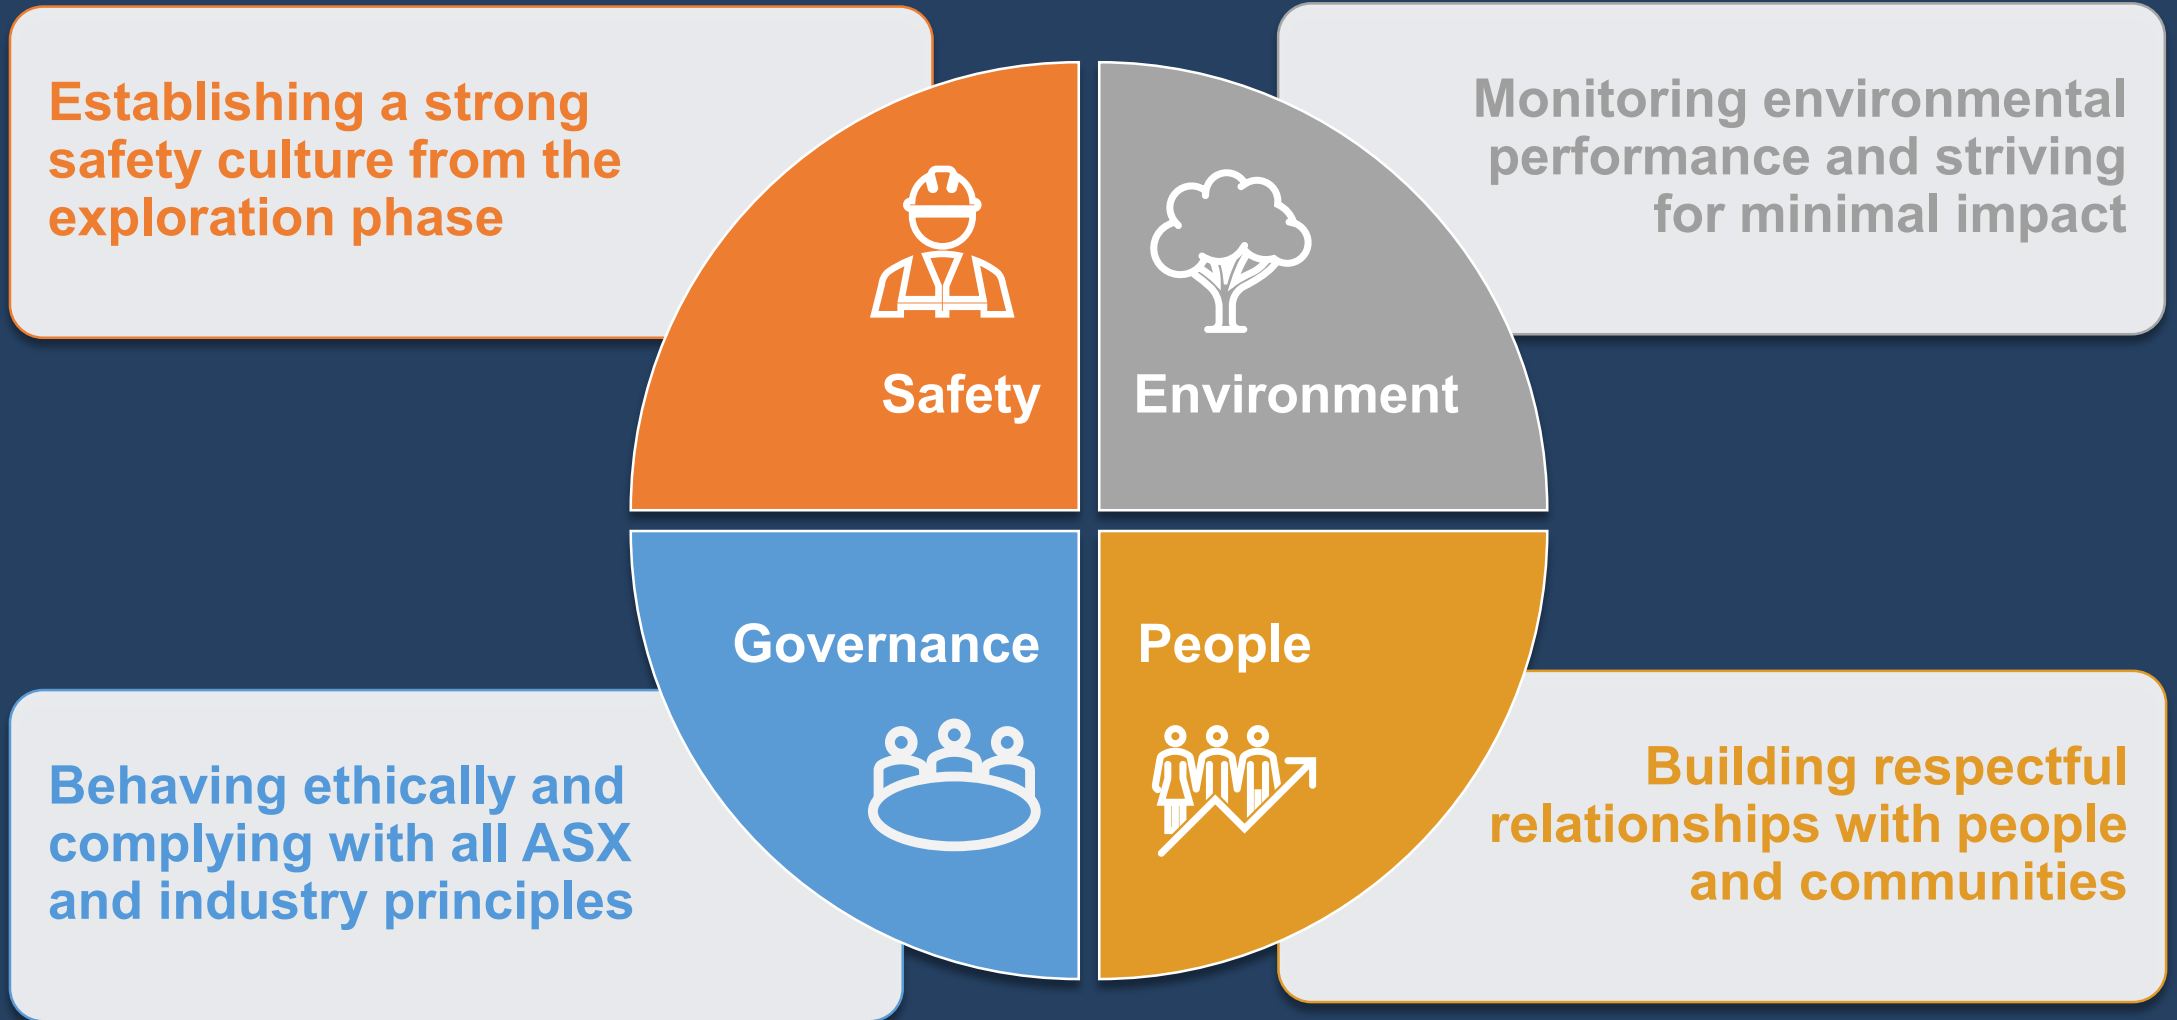 Establishing a strong
safety culture from the
exploration phase
Monitoring environmental
performance and striving
for minimal impact
Safety
Environment
Governance
People
Behaving ethically and
complying with all ASX
and industry principles
Building respectful
relationships with people
and communities